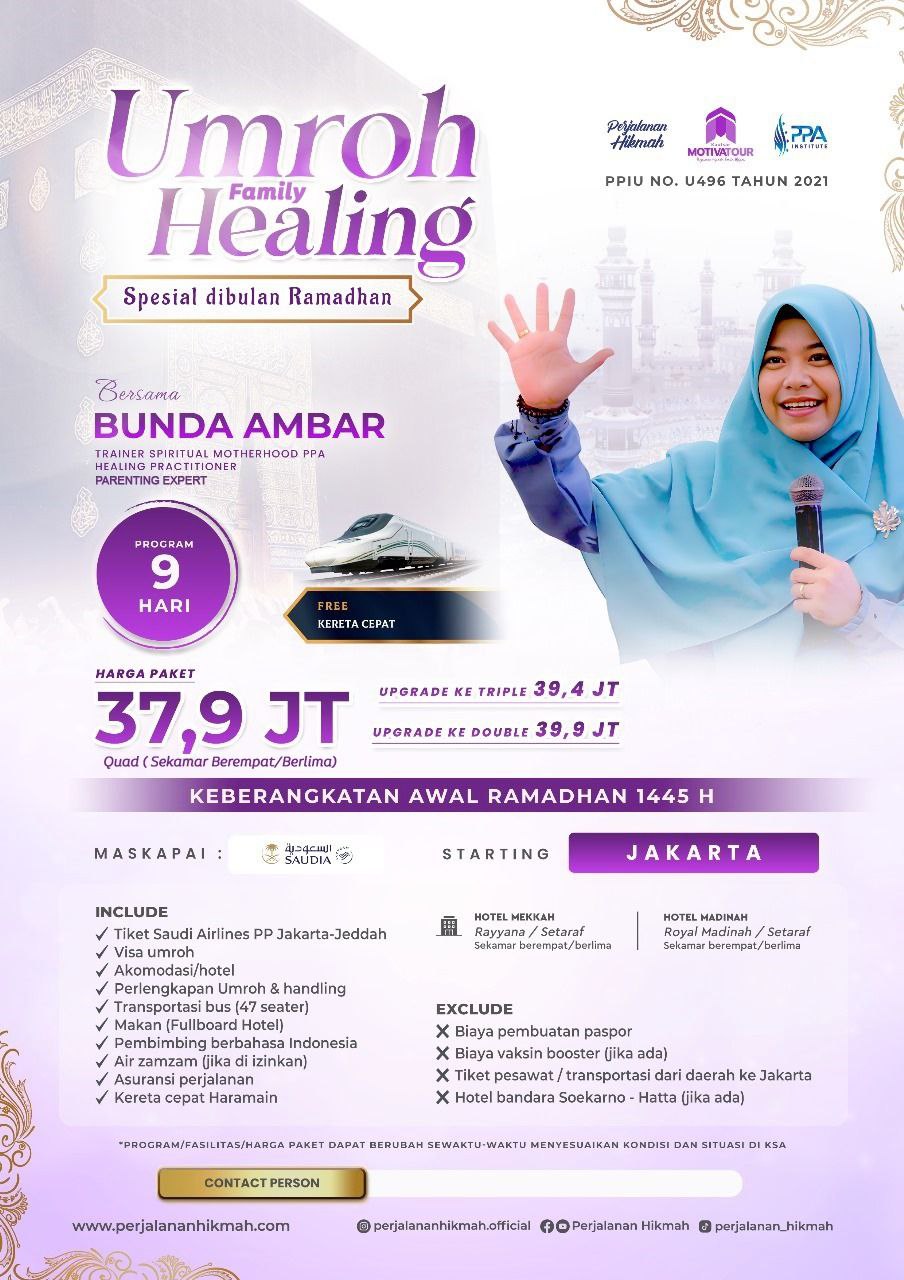 Umroh
Family
Healing
Spesial dibulan Ramadhan
Perjalanan
Hikmah
MOTIVATOUR
PPA
INSTITUTE
PPIU NO. U496 TAHUN 2021
Bersama
BUNDA AMBAR
TRAINER SPIRITUAL MOTHERHOOD PPA
HEALING PRACTITIONER
PARENTING EXPERT
PROGRAM
9
HARI
FREE
KERETA CEPAT
HARGA PAKET
37,9 JT
Quad ( Sekamar Berempat/Berlima)
UPGRADE KE TRIPLE 39,4 JT
UPGRADE KE DOUBLE 39,9 JT
KEBERANGKATAN AWAL RAMADHAN 1445 H
MASKAPAI :
السعودية
SAUDIA
STARTING
JAKARTA
INCLUDE
✓ Tiket Saudi Airlines PP Jakarta-Jeddah
✓ Visa umroh
✓ Akomodasi/hotel
✓ Perlengkapan Umroh & handling
✓ Transportasi bus (47 seater)
✓ Makan (Fullboard Hotel)
✓ Pembimbing berbahasa Indonesia
✓ Air zamzam (jika di izinkan)
✓ Asuransi perjalanan
✓ Kereta cepat Haramain
HOTEL MEKKAH
Rayyana / Setaraf
Sekamar berempat/berlima
HOTEL MADINAH
Royal Madinah / Setaraf
Sekamar berempat/berlima
EXCLUDE
✗ Biaya pembuatan paspor
✗ Biaya vaksin booster (jika ada)
✗ Tiket pesawat / transportasi dari daerah ke Jakarta
✗ Hotel bandara Soekarno - Hatta (jika ada)
*PROGRAM/FASILITAS/HARGA PAKET DAPAT BERUBAH SEWAKTU-WAKTU MENYESUAIKAN KONDISI DAN SITUASI DI KSA
CONTACT PERSON
www.perjalananhikmah.com
perjalananhikmah.official
Perjalanan Hikmah
perjalanan_hikmah